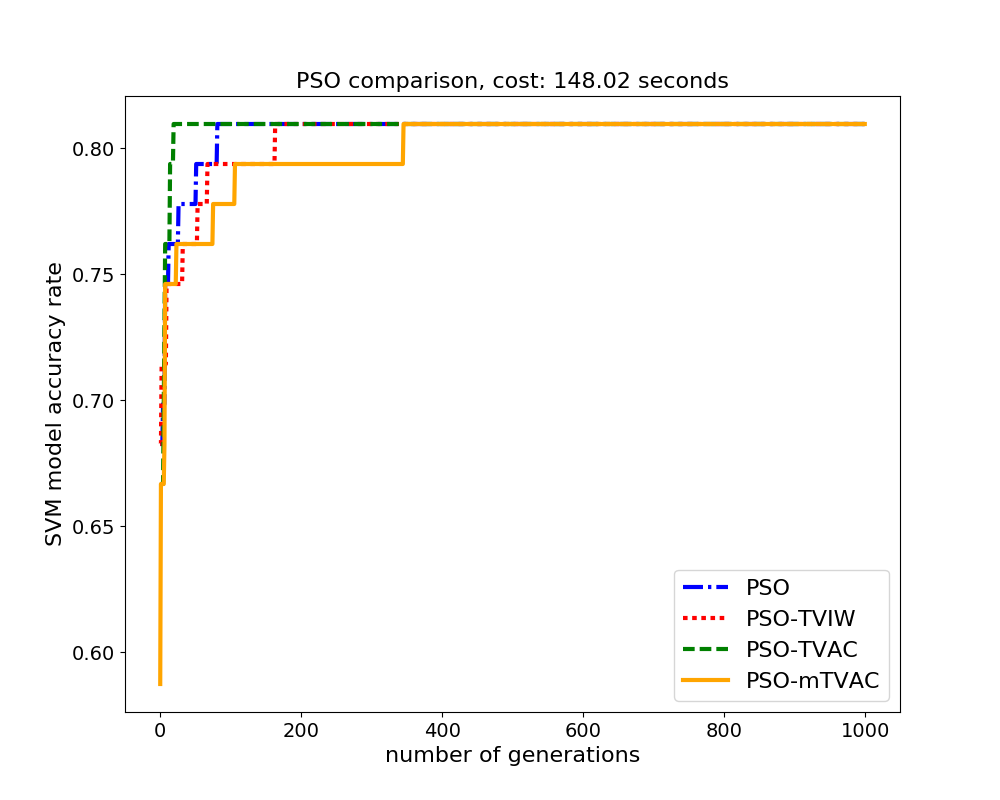 PSO comparison, cost: 148.02 seconds
SVM model accuracy rate
0.80
0.75
0.70
0.65
0.60
0
200
400
600
800
1000
number of generations
PSO
PSO-TVIW
PSO-TVAC
PSO-mTVAC